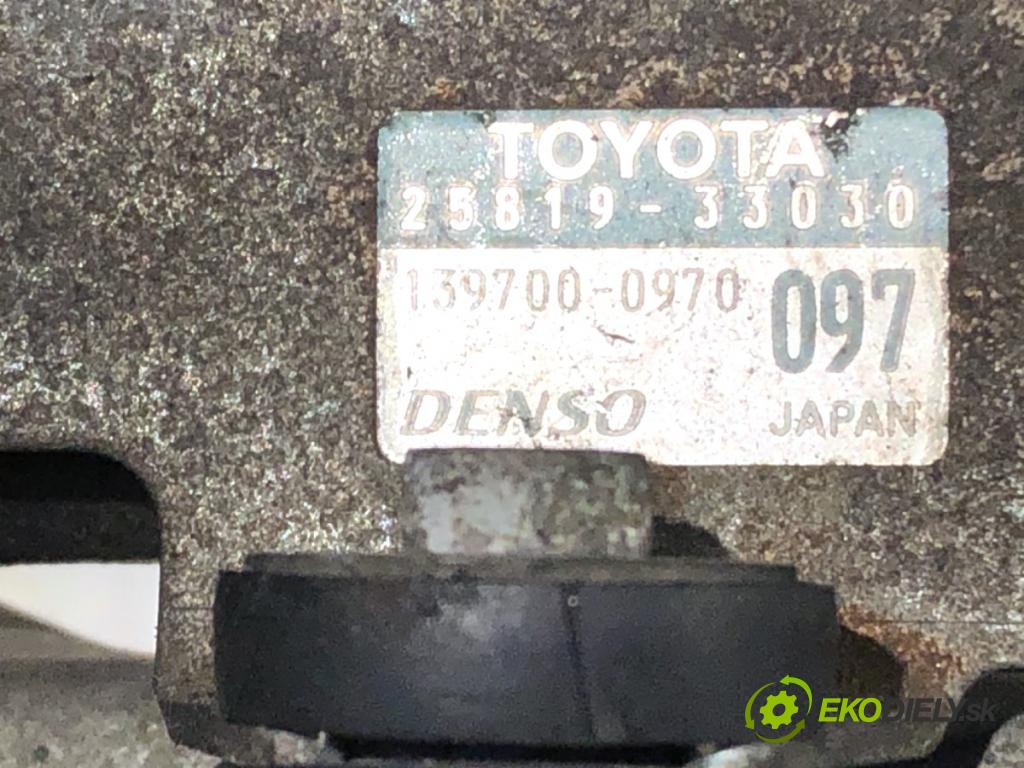 TOYOTA
25819-33030
139700-0970 097
DENSO JAPAN
EKODIELY.sk